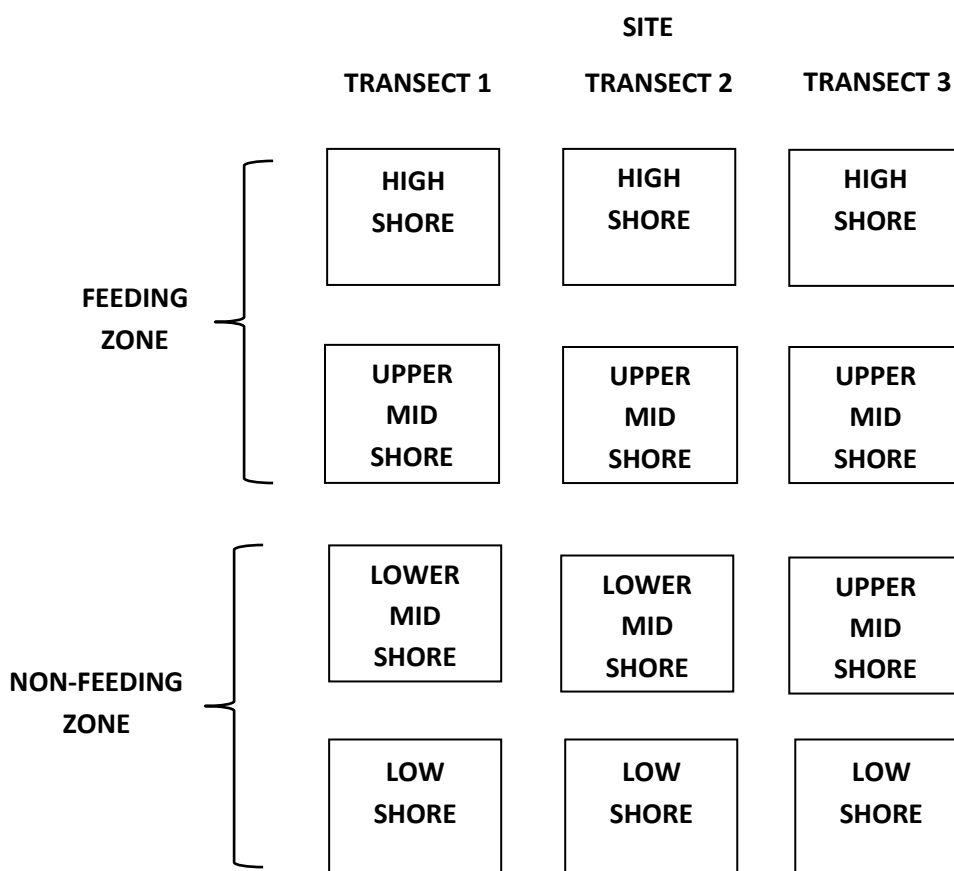 SITE
TRANSECT 1 TRANSECT 2 TRANSECT 3
HIGH
SHORE
HIGH
SHORE
HIGH
SHORE
FEEDING
ZONE
UPPER
MID
SHORE
UPPER
MID
SHORE
UPPER
MID
SHORE
LOWER
MID
SHORE
LOWER
MID
SHORE
UPPER
MID
SHORE
NON-FEEDING
ZONE
LOW
SHORE
LOW
SHORE
LOW
SHORE